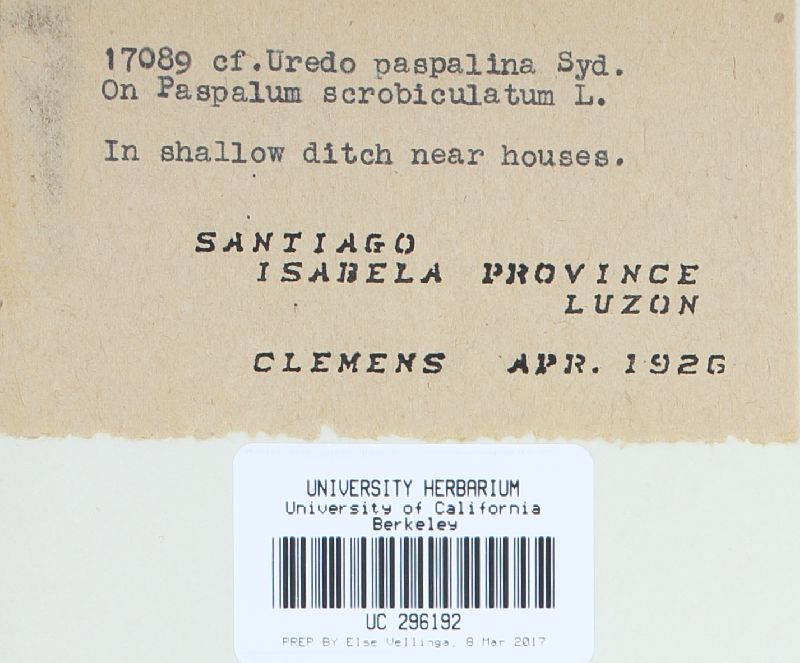 17089 cf.Uredo paspalina Syd.
On Paspalum scrobiculatum L.
In shallow ditch near houses.
SANTIAGO
ISABELA PROVINCE
LUZON
CLEMENS APR. 1926
UNIVERSITY HERBARIUM
University of California
Berkeley
UC 296192
PREP BY Else Vellinga, 8 Mar 2017